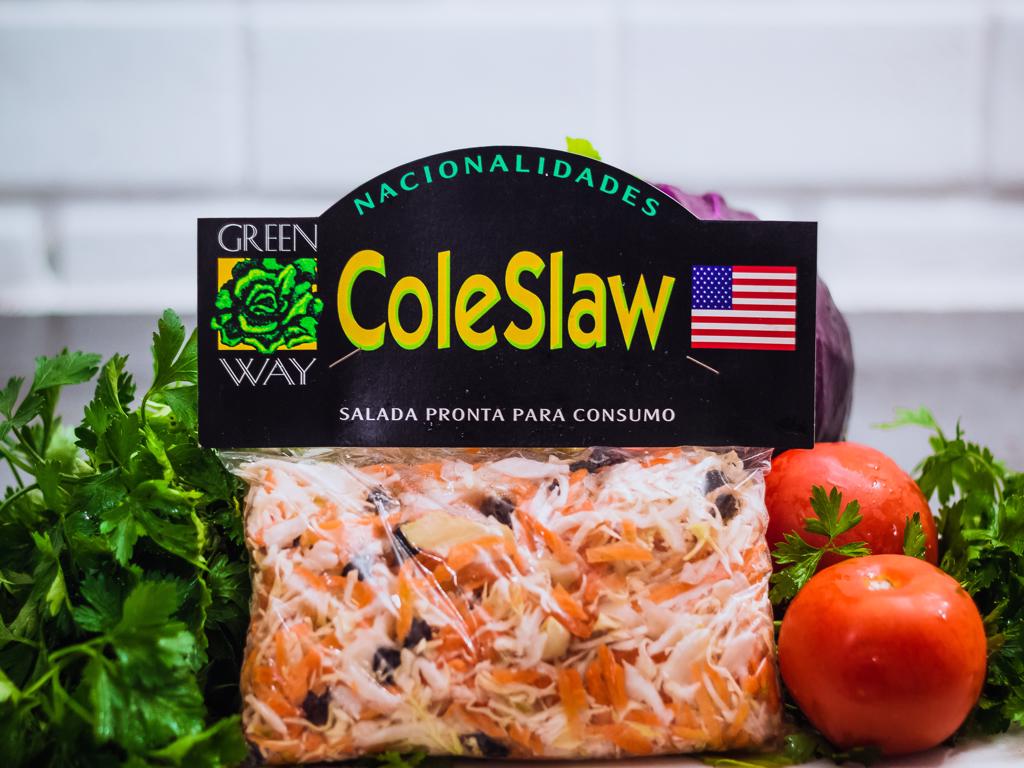 NACIONALIDADES
GREEN
WAY
ColeSlaw
SALADA PRONTA PARA CONSUMO